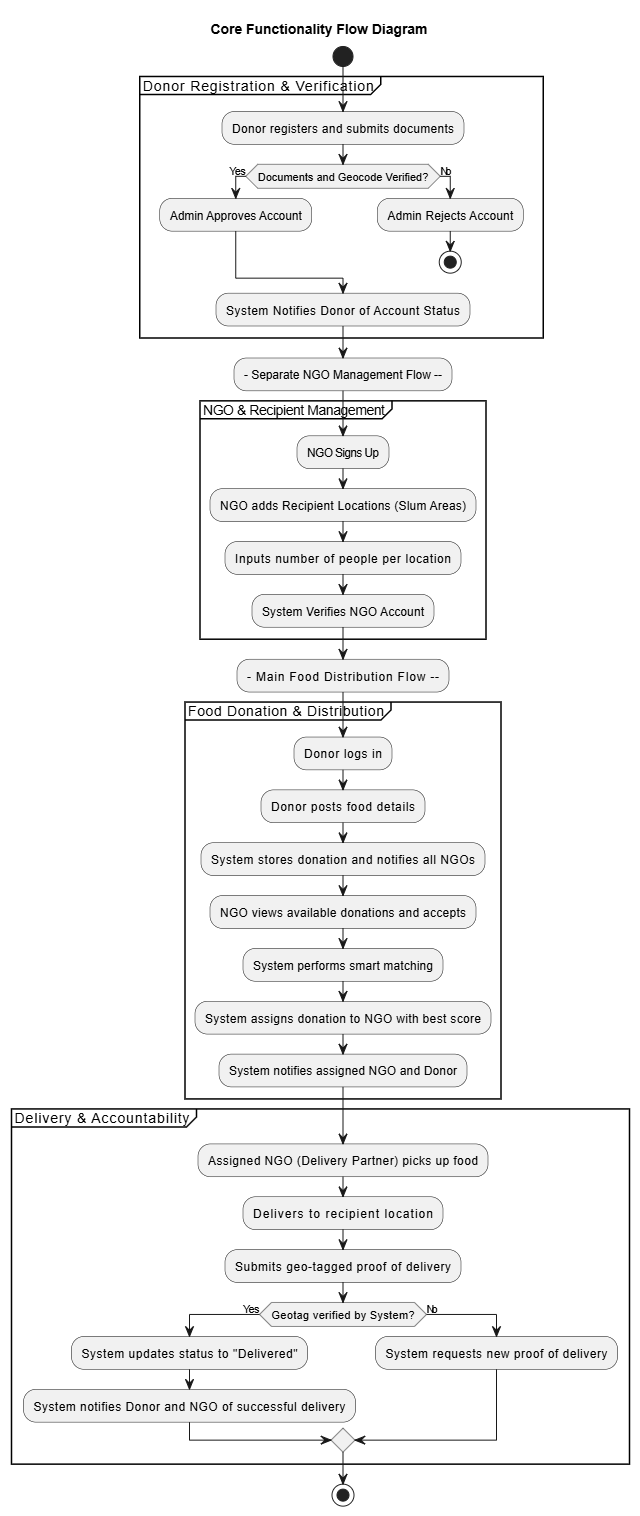 Core Functionality Flow Diagram
Donor Registration & Verification
Donor registers and submits documents
Documents and Geocode Verified?
Yes
No
Admin Approves Account
Admin Rejects Account
System Notifies Donor of Account Status
- Separate NGO Management Flow --
NGO & Recipient Management
NGO Signs Up
NGO adds Recipient Locations (Slum Areas)
Inputs number of people per location
System Verifies NGO Account
- Main Food Distribution Flow --
Food Donation & Distribution
Donor logs in
Donor posts food details
System stores donation and notifies all NGOs
NGO views available donations and accepts
System performs smart matching
System assigns donation to NGO with best score
System notifies assigned NGO and Donor
Delivery & Accountability
Assigned NGO (Delivery Partner) picks up food
Delivers to recipient location
Submits geo-tagged proof of delivery
Geotag verified by System?
Yes
No
System updates status to "Delivered"
System requests new proof of delivery
System notifies Donor and NGO of successful delivery